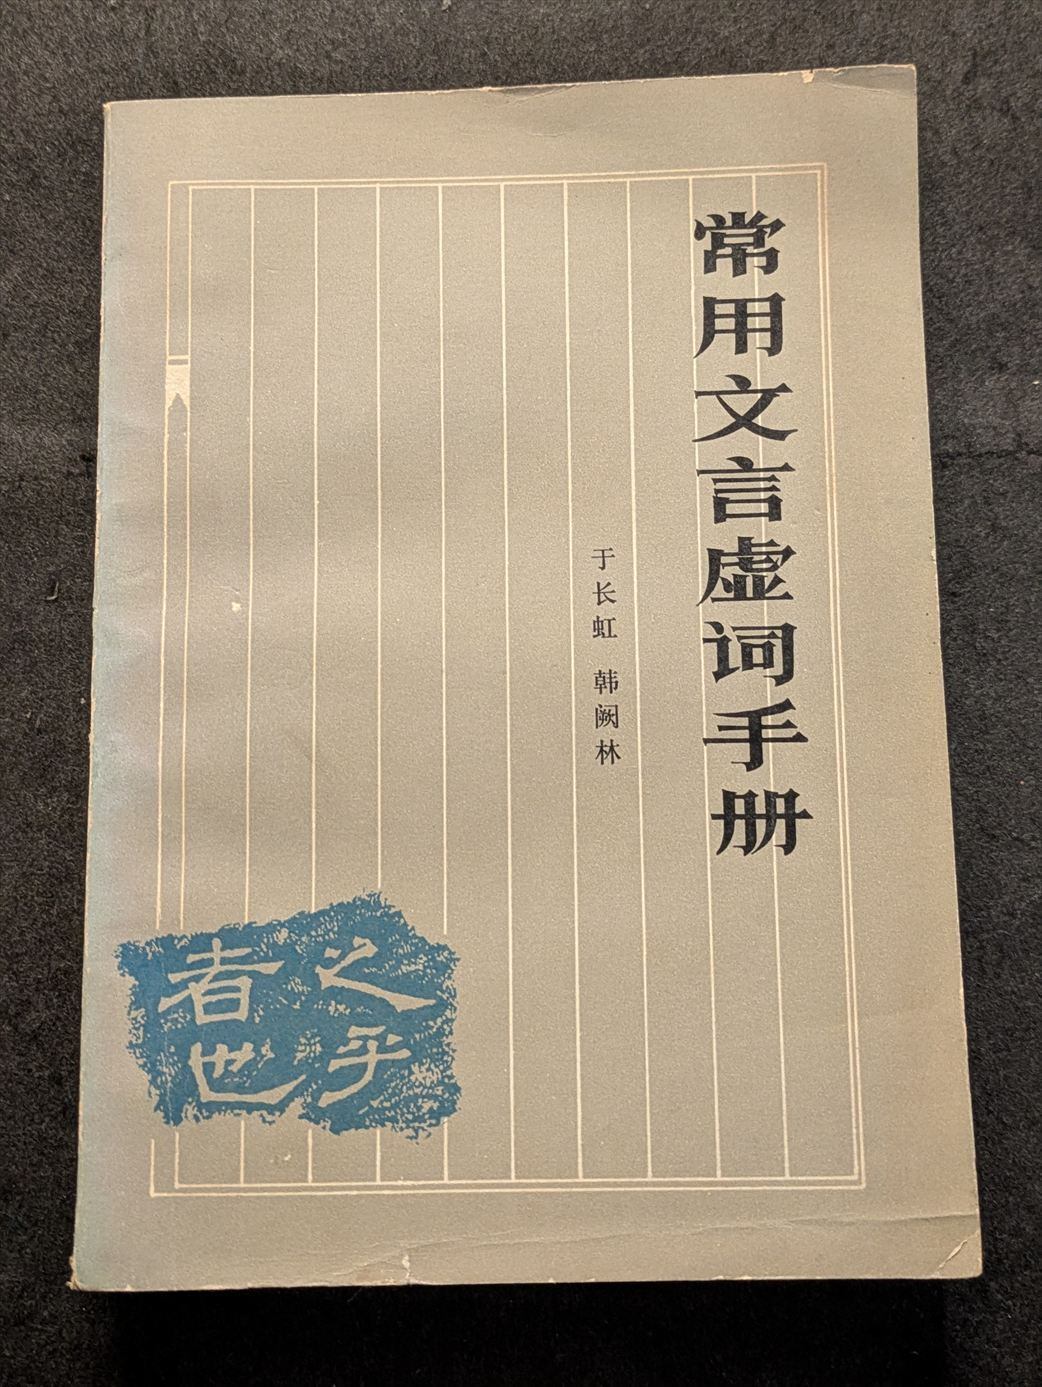 常用文言虚词手册
于长虹 韩阙林
之乎
者也